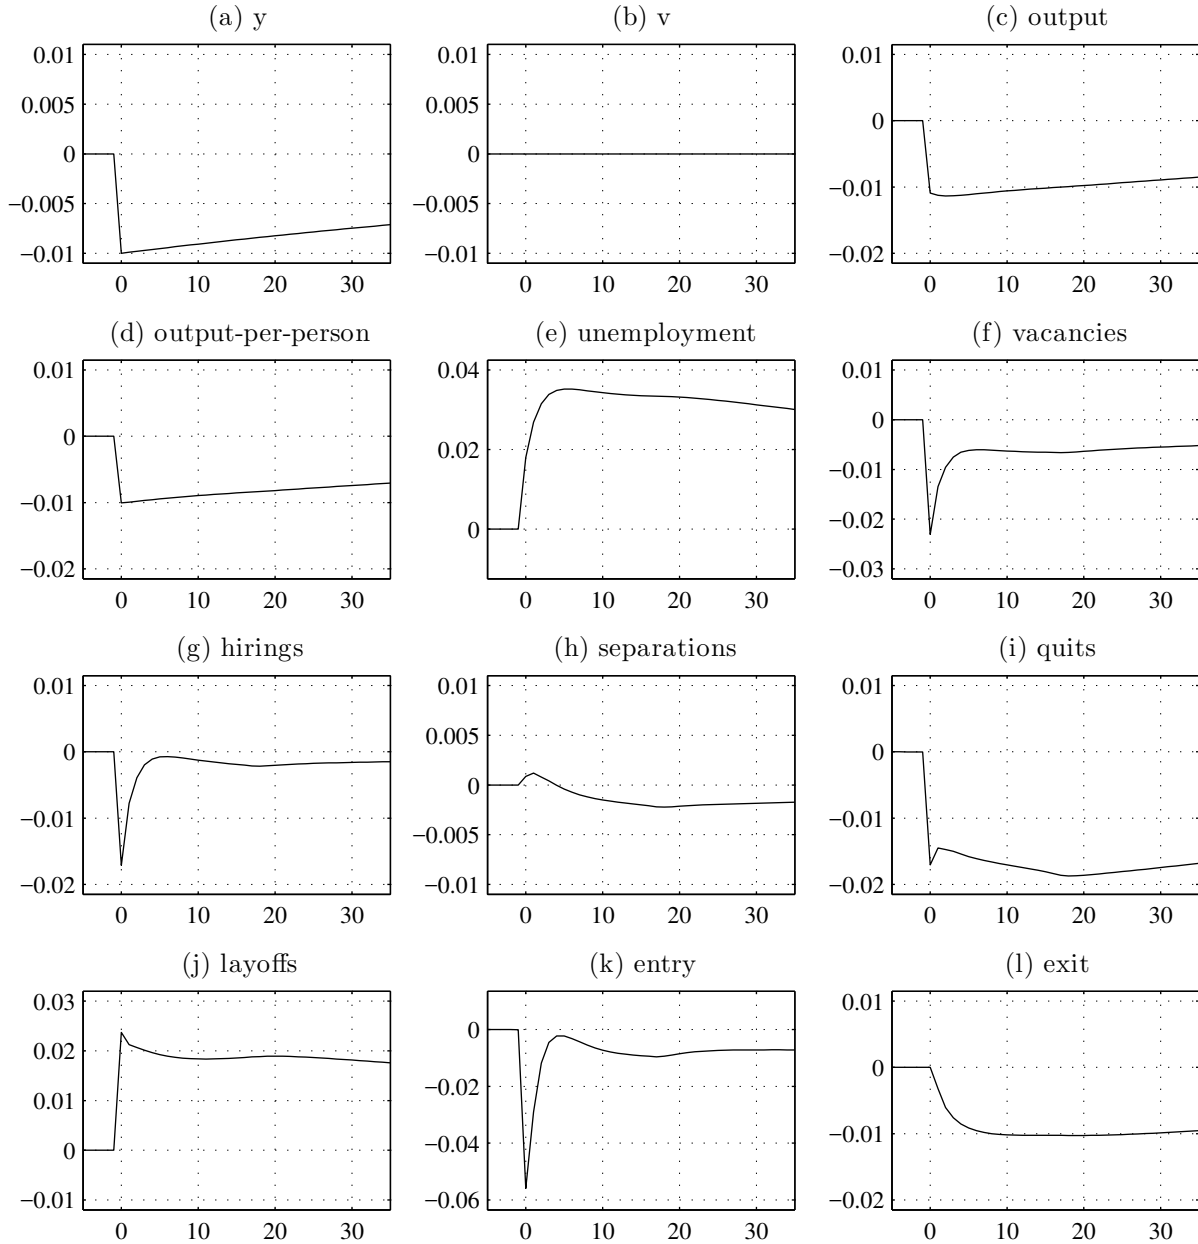 (a) y
(b) v
(c) output
0.01
0.005
0
−0.005
−0.01
0 10 20 30
0.01
0.005
0
−0.005
−0.01
0 10 20 30
0.01
0
−0.01
−0.02
0 10 20 30
(d) output-per-person
(e) unemployment
(f) vacancies
0.01
0
−0.01
−0.02
0 10 20 30
0.04
0.02
0
0 10 20 30
0.01
0
−0.01
−0.02
−0.03
0 10 20 30
(g) hirings
(h) separations
(i) quits
0.01
0
−0.01
−0.02
0 10 20 30
0.01
0.005
0
−0.005
−0.01
0 10 20 30
0.01
0
−0.01
−0.02
0 10 20 30
(j) layoffs
(k) entry
(l) exit
0.03
0.02
0.01
0
−0.01
0 10 20 30
0
−0.02
−0.04
−0.06
0 10 20 30
0.01
0
−0.01
−0.02
0 10 20 30